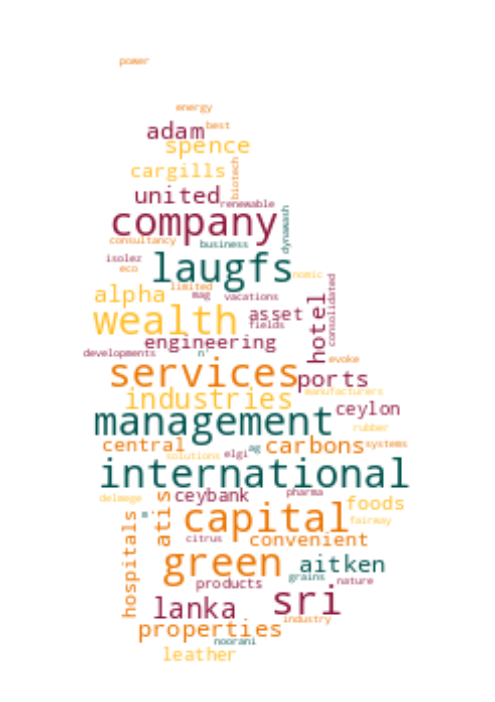 power
energy
adam best
spence
cargills biotech
united renewable
company dynawash
consultancy business
isolez laugfs
eco nomic
alpha limited mag vacations consolidated
wealth asset hotel
fields
engineering
developments n' evoke
services ports
industries manufacturers
management ceylon
rubber
central ag carbons systems
solutions elgi
international
delmege ceybank pharma foods
hospitals atis capital fairway
citrus convenient
green aitken
grains
products nature
lanka sri
properties industry
noorani
leather